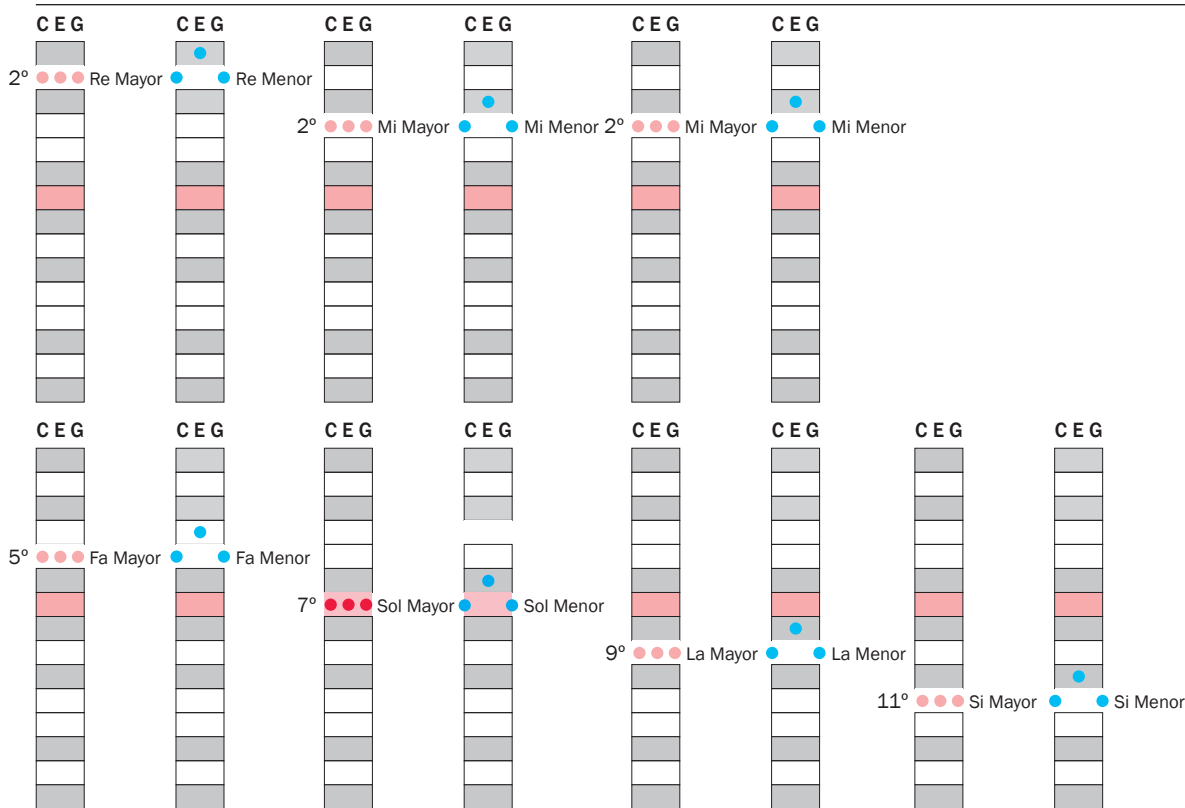 C E G C E G C E G C E G C E G C E G
2º Re Mayor Re Menor
2º Mi Mayor Mi Menor 2º Mi Mayor Mi Menor
C E G C E G C E G C E G C E G C E G C E G C E G
5º Fa Mayor Fa Menor
7º Sol Mayor Sol Menor
9º La Mayor La Menor
11º Si Mayor Si Menor